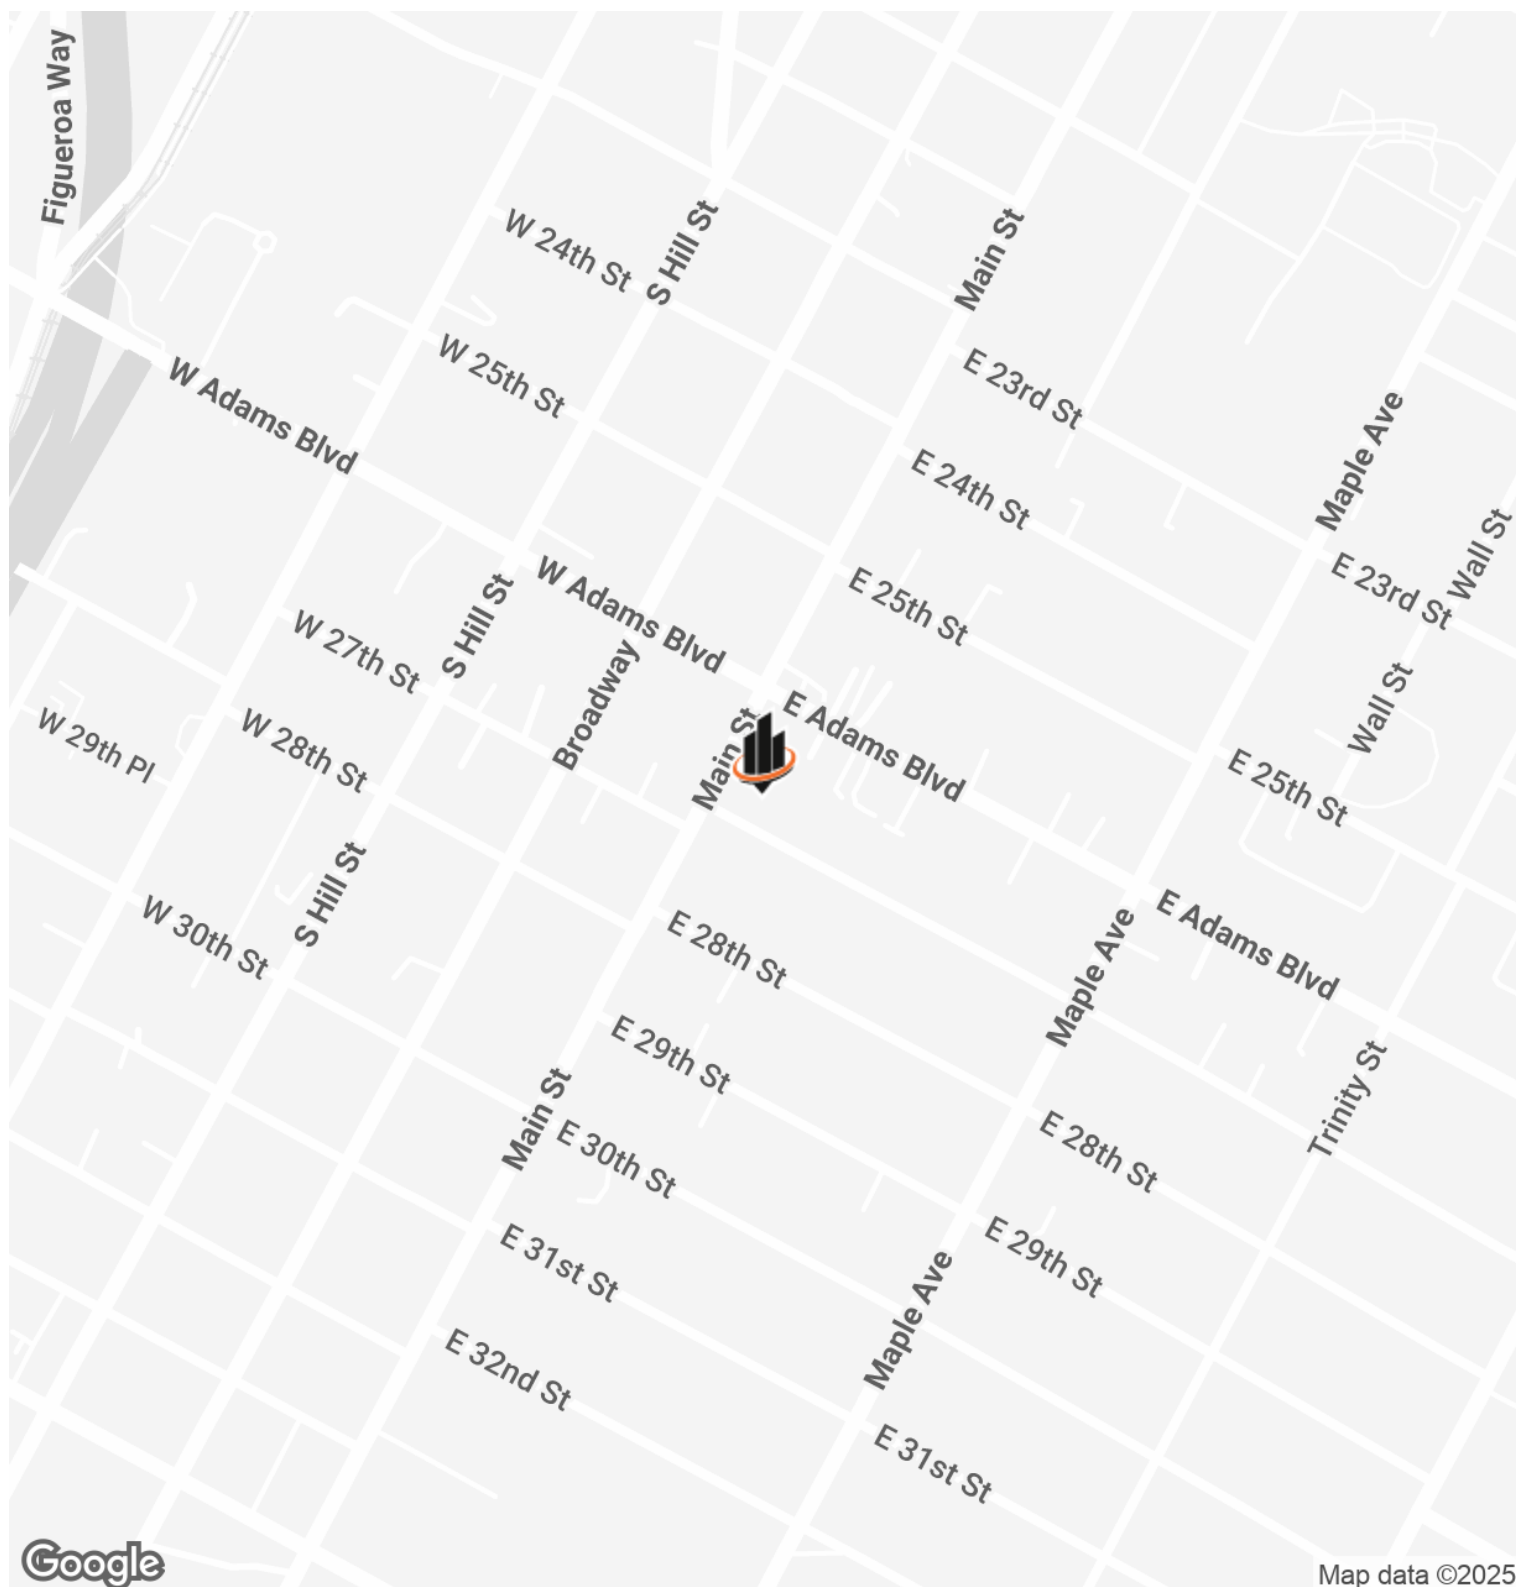 Figueroa Way
W 24th St
S Hill St
Main St
W 25th St
E 23rd St
W Adams Blvd
Maple Ave
E 24th St
Wall St
E 25th St
E 23rd St
W Adams Blvd
S Hill St
W 27th St
Broadway
Wall St
Main St
E Adams Blvd
W 29th Pl
W 28th St
E 25th St
S Hill St
W 30th St
E 28th St
Maple Ave
E Adams Blvd
E 29th St
Main St
Trinity St
E 30th St
E 28th St
E 31st St
E 29th St
Maple Ave
E 32nd St
E 31st St
Google
Map data ©2025